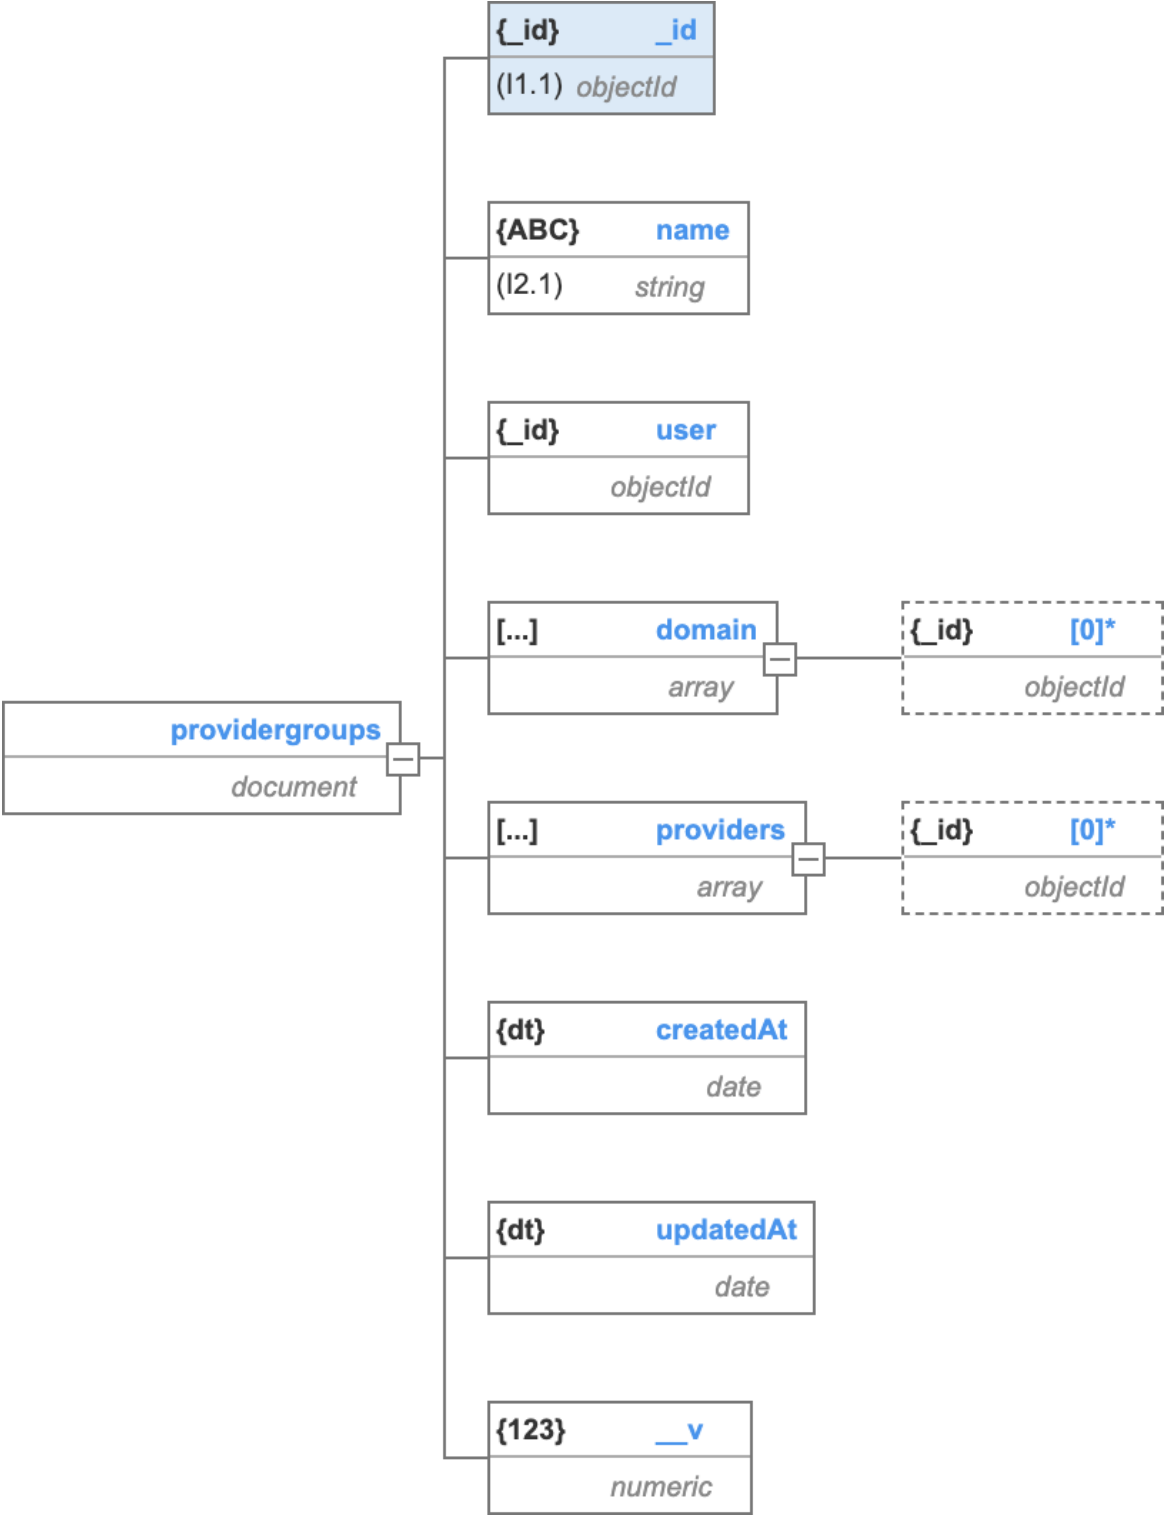 {_id} _id
(I1.1) objectId
{ABC} name
(I2.1) string
{_id} user
objectId
[...] domain
array
{_id} [0]*
objectId
providergroups
document
[...] providers
array
{_id} [0]*
objectId
{dt} createdAt
date
{dt} updatedAt
date
{123} __v
numeric